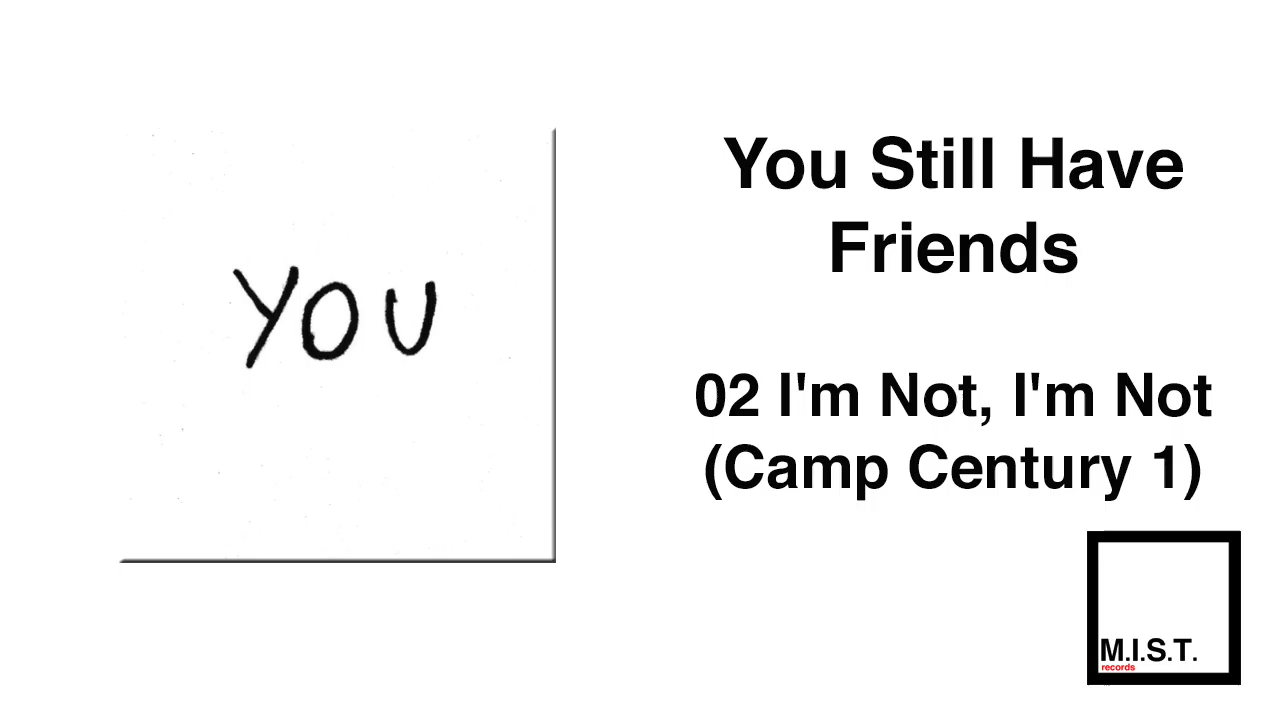 YOU
You Still Have
Friends
02 I'm Not, I'm Not
(Camp Century 1)
M.I.S.T.
records